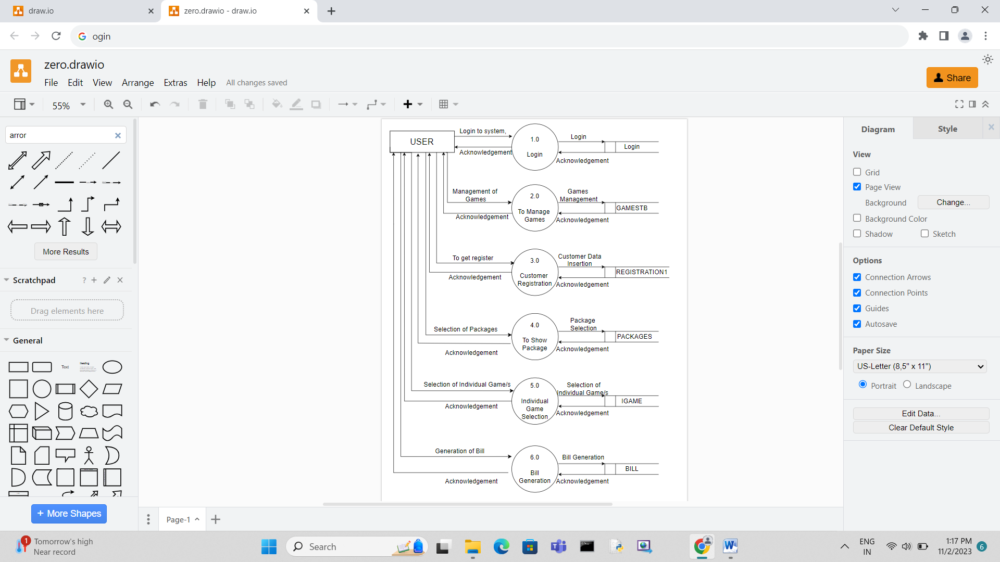 draw.io
zero.drawio - draw.io
ogin
zero.drawio
File Edit View Arrange Extras Help All changes saved
Share
55%
arror
More Results
Scratchpad
?
Drag elements here
General
Text
Heading
+ More Shapes
USER
Login to system,
Acknowledgement
1.0
Login
Login
Login
Acknowledgement
Management of
Games
Acknowledgement
2.0
To Manage
Games
Games
Management
GAMESTB
Acknowledgement
To get register
Acknowledgement
3.0
Customer
Registration
Customer Data
Insertion
REGISTRATION1
Acknowledgement
Selection of Packages
Acknowledgement
4.0
To Show
Package
Package
Selection
PACKAGES
Acknowledgement
Selection of Individual Game/s
Acknowledgement
5.0
Individual
Game
Selection
Selection of
Individual Game/s
IGAME
Acknowledgement
Generation of Bill
Acknowledgement
6.0
Bill
Generation
Bill Generation
BILL
Acknowledgement
Page-1
Diagram Style
View
Grid
Page View
Background Change...
Background Color
Shadow Sketch
Options
Connection Arrows
Connection Points
Guides
Autosave
Paper Size
US-Letter (8,5" x 11")
Portrait Landscape
Edit Data...
Clear Default Style
1
Tomorrow's high
Near record
Search
ENG
IN
1:17 PM
11/2/2023
6